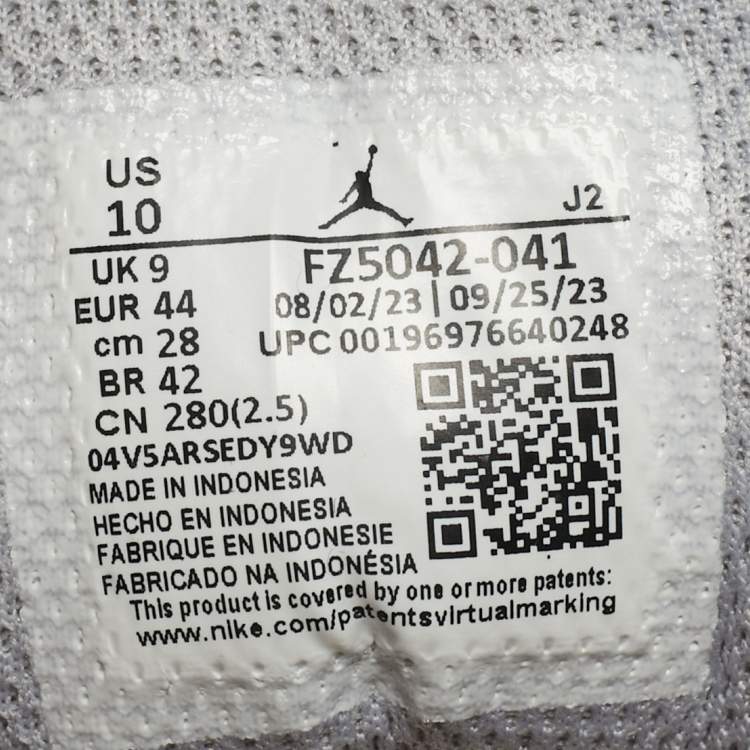 US
10
J2
UK 9
FZ5042-041
EUR 44
08/02/23 | 09/25/23
cm 28
UPC 00196976640248
BR 42
CN 280(2.5)
04V5ARSEDY9WD
MADE IN INDONESIA
HECHO EN INDONESIA
FABRIQUE EN INDONESIE
FABRICADO NA INDONÉSIA
This product is covered by one or more patents:
www.nike.com/patentsvirtualmarking